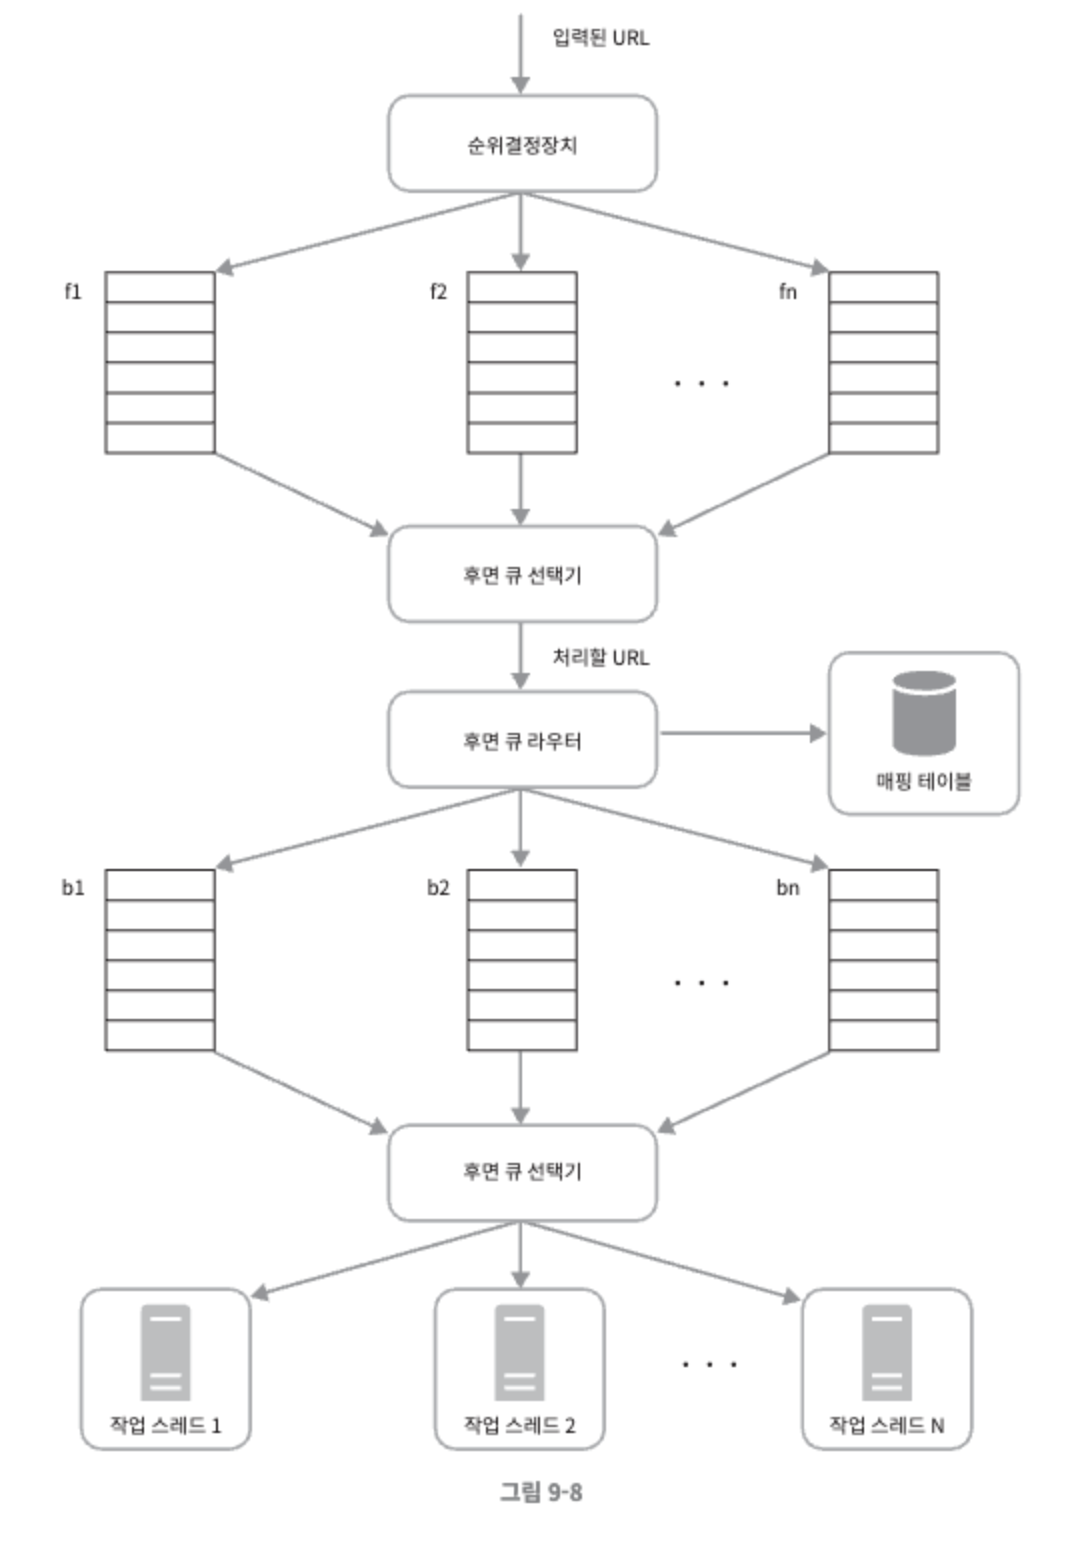 입력된 URL
순위결정장치
f1
f2
fn
. . .
후면 큐 선택기
처리할 URL
후면 큐 라우터
매핑 테이블
b1
b2
bn
. . .
후면 큐 선택기
. . .
작업 스레드 1
작업 스레드 2
작업 스레드 N
그림 9-8